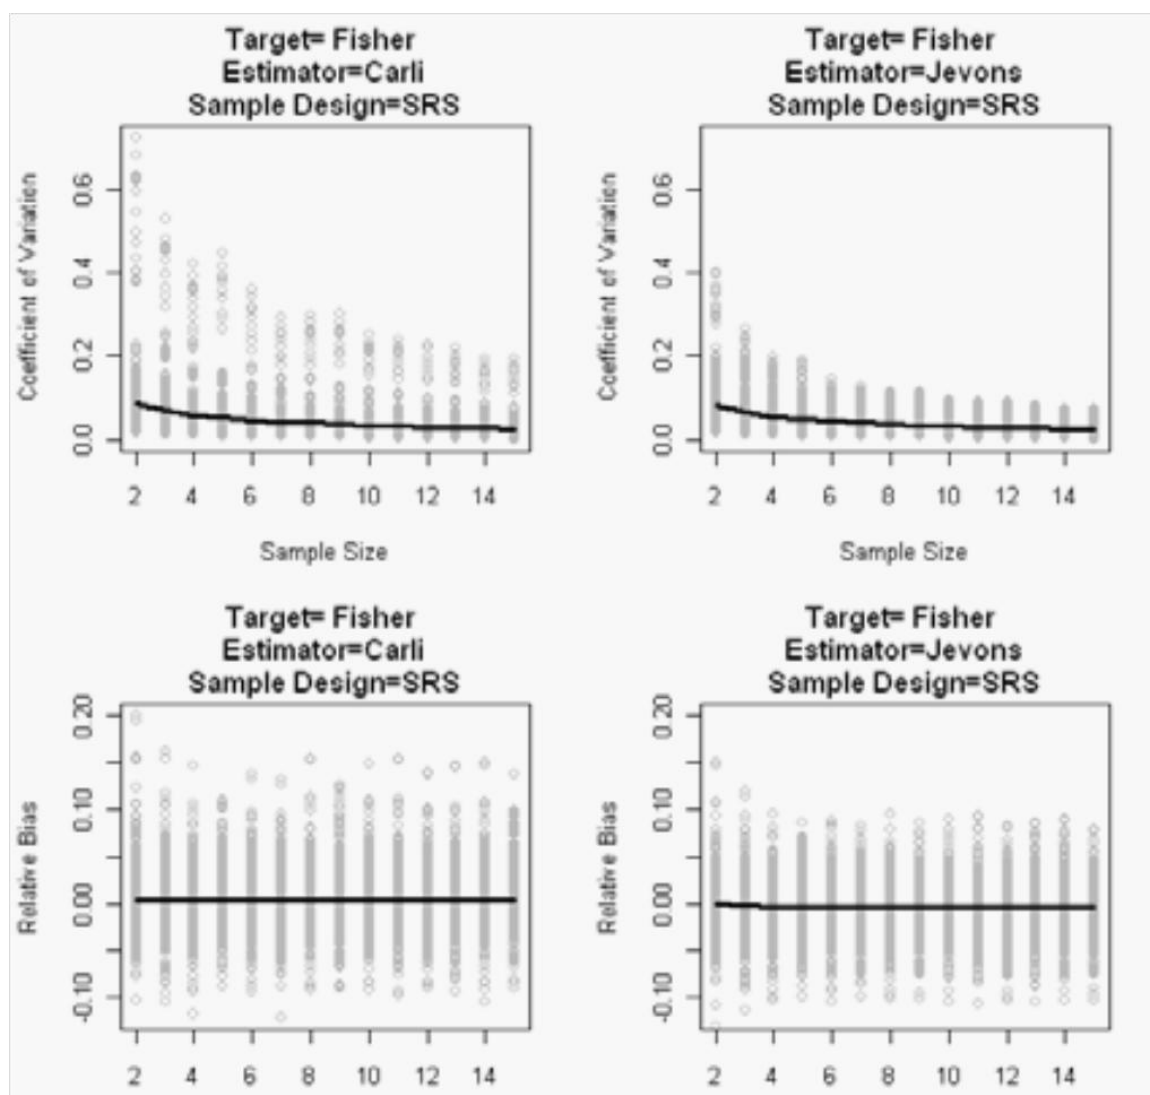 Target= Fisher
Estimator=Carli
Sample Design=SRS
Coefficient of Variation
0.6
0.4
0.2
0.0
2 4 6 8 10 12 14
Sample Size
Target= Fisher
Estimator=Jevons
Sample Design=SRS
Coefficient of Variation
0.6
0.4
0.2
0.0
2 4 6 8 10 12 14
Sample Size
Target= Fisher
Estimator=Carli
Sample Design=SRS
Relative Bias
0.20
0.10
0.00
-0.10
2 4 6 8 10 12 14
Target= Fisher
Estimator=Jevons
Sample Design=SRS
Relative Bias
0.20
0.10
0.00
-0.10
2 4 6 8 10 12 14